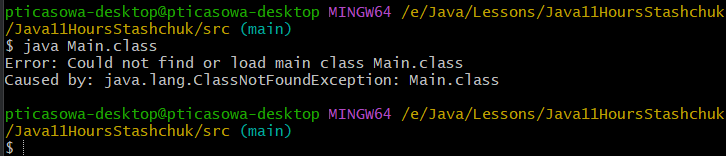 pticasowa-desktop@pticasowa-desktop MINGW64 /e/Java/Lessons/Java11HoursStashchuk
/Java11HoursStashchuk/src (main)
$ java Main.class
Error: Could not find or load main class Main.class
Caused by: java.lang.ClassNotFoundException: Main.class
pticasowa-desktop@pticasowa-desktop MINGW64 /e/Java/Lessons/Java11HoursStashchuk
/Java11HoursStashchuk/src (main)
$